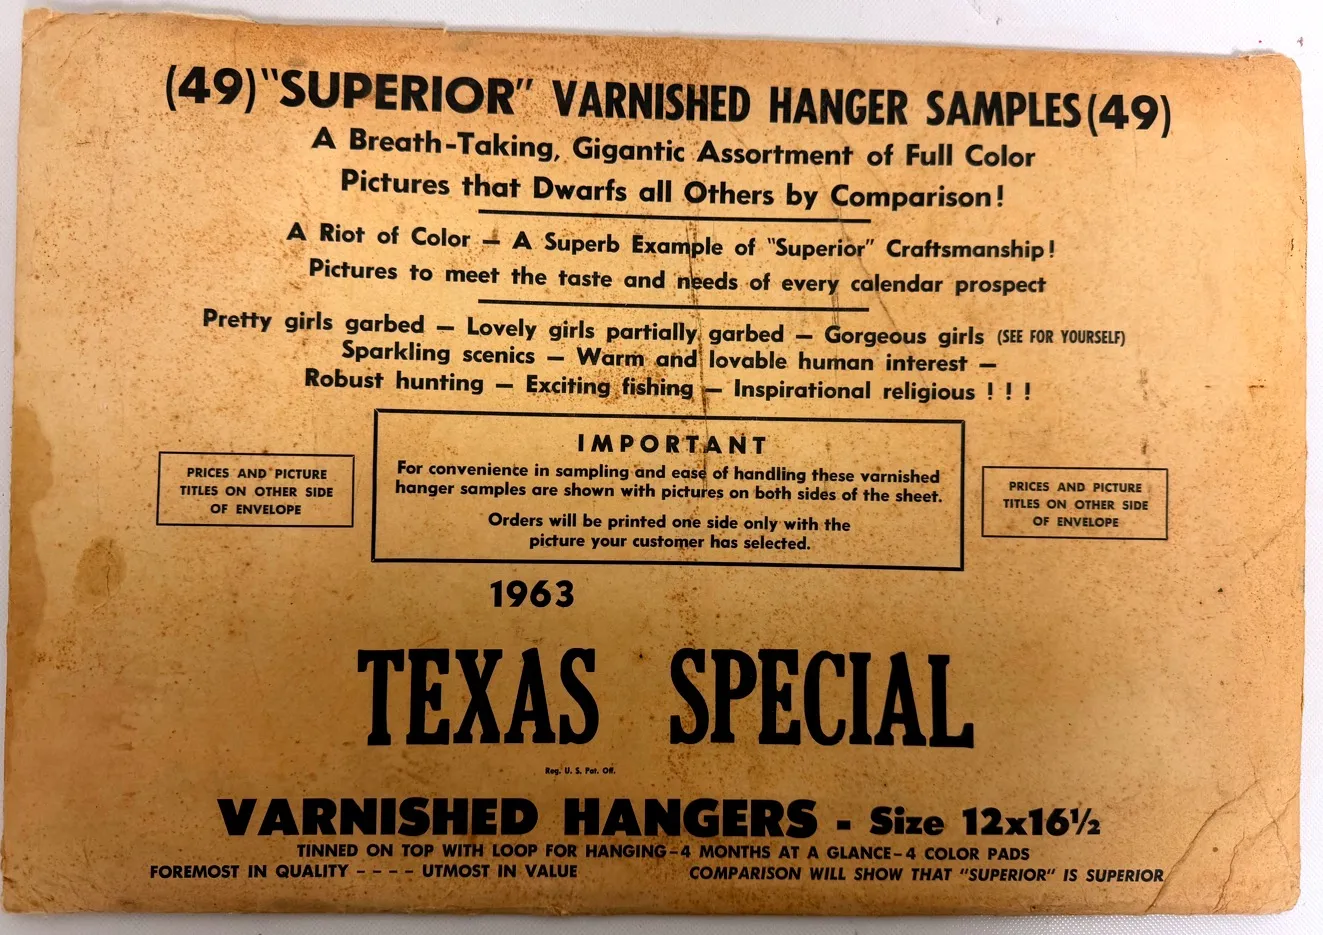 (49) "SUPERIOR" VARNISHED HANGER SAMPLES (49)
A Breath-Taking, Gigantic Assortment of Full Color
Pictures that Dwarfs all Others by Comparison!
A Riot of Color — A Superb Example of "Superior" Craftsmanship!
Pictures to meet the taste and needs of every calendar prospect
Pretty girls garbed — Lovely girls partially garbed — Gorgeous girls (SEE FOR YOURSELF)
Sparkling scenics — Warm and lovable human interest —
Robust hunting — Exciting fishing — Inspirational religious ! ! !
PRICES AND PICTURE
TITLES ON OTHER SIDE
OF ENVELOPE
IMPORTANT
For convenience in sampling and ease of handling these varnished
hanger samples are shown with pictures on both sides of the sheet.
Orders will be printed one side only with the
picture your customer has selected.
PRICES AND PICTURE
TITLES ON OTHER SIDE
OF ENVELOPE
1963
TEXAS SPECIAL
Reg. U. S. Pat. Off.
VARNISHED HANGERS - Size 12x16½
TINNED ON TOP WITH LOOP FOR HANGING–4 MONTHS AT A GLANCE–4 COLOR PADS
FOREMOST IN QUALITY – – – – UTMOST IN VALUE
COMPARISON WILL SHOW THAT "SUPERIOR" IS SUPERIOR